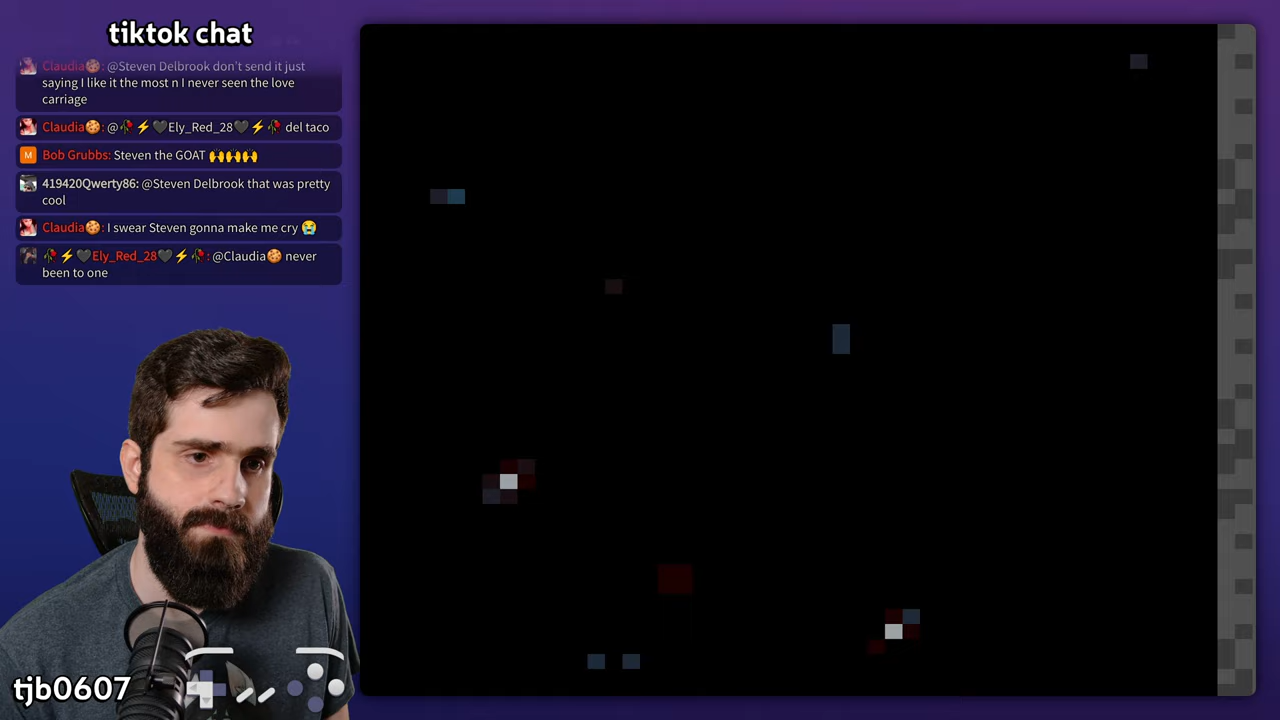 tiktok chat
Claudia🍪: @Steven Delbrook don't send it just
saying I like it the most n I never seen the love
carriage
Claudia🍪: @🥀⚡🖤Ely_Red_28🖤⚡🥀 del taco
M Bob Grubbs: Steven the GOAT 🙌🙌🙌
419420Qwerty86: @Steven Delbrook that was pretty
cool
Claudia🍪: I swear Steven gonna make me cry 😭
🥀⚡🖤Ely_Red_28🖤⚡🥀: @Claudia🍪 never
been to one
tjb0607